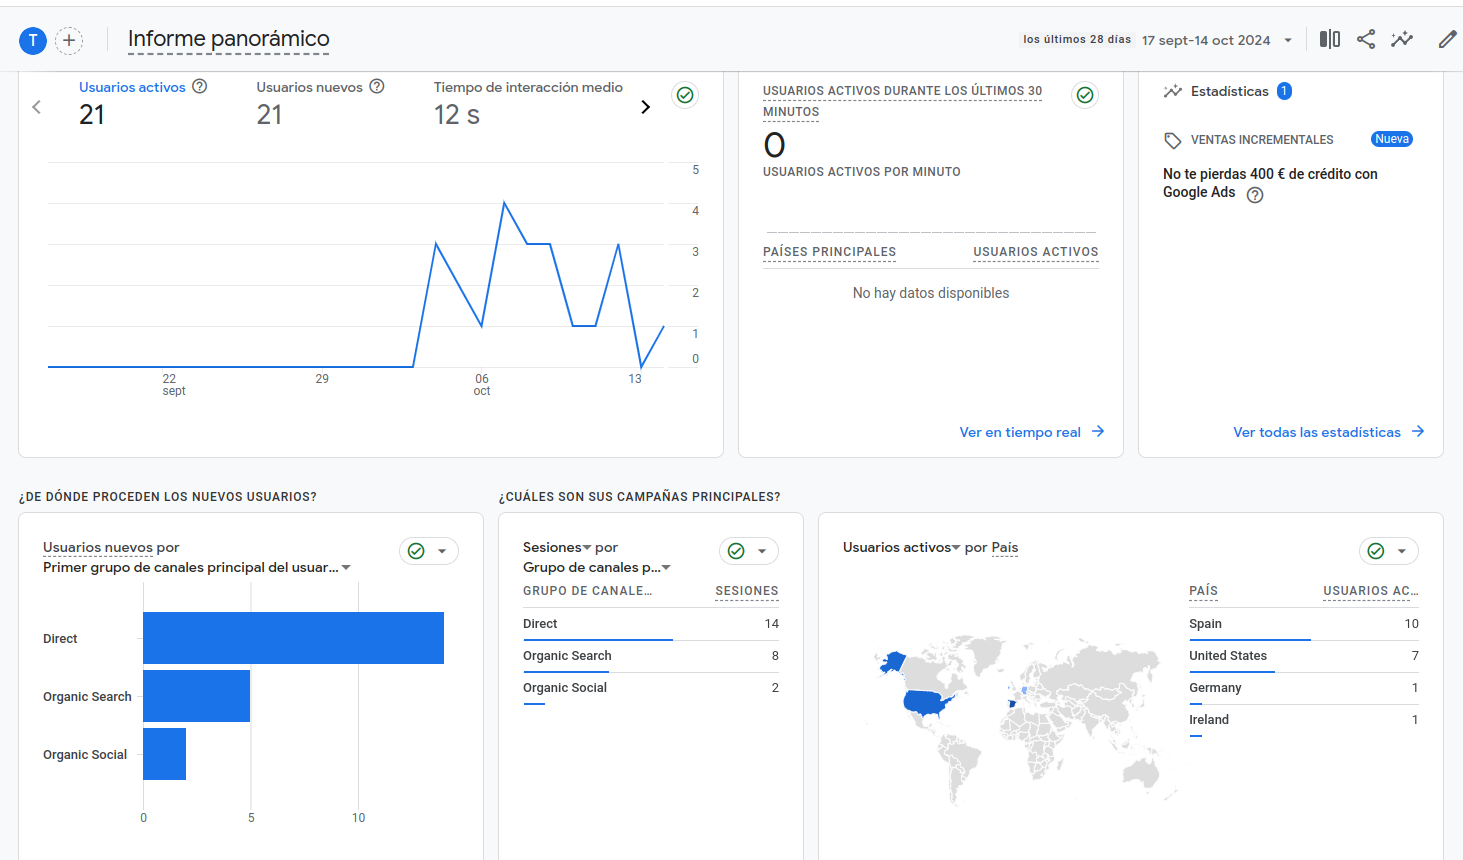 T
Informe panorámico
los últimos 28 días 17 sept-14 oct 2024
Usuarios activos
21
Usuarios nuevos
21
Tiempo de interacción medio
12 s
5
4
3
2
1
0
22
sept
29
06
oct
13
USUARIOS ACTIVOS DURANTE LOS ÚLTIMOS 30
MINUTOS
0
USUARIOS ACTIVOS POR MINUTO
PAÍSES PRINCIPALES USUARIOS ACTIVOS
No hay datos disponibles
Ver en tiempo real
Estadísticas 1
VENTAS INCREMENTALES Nueva
No te pierdas 400 € de crédito con
Google Ads
Ver todas las estadísticas
¿DE DÓNDE PROCEDEN LOS NUEVOS USUARIOS?
Usuarios nuevos por
Primer grupo de canales principal del usuar...
Direct
Organic Search
Organic Social
0 5 10
¿CUÁLES SON SUS CAMPAÑAS PRINCIPALES?
Sesiones por
Grupo de canales p...
GRUPO DE CANALE... SESIONES
Direct 14
Organic Search 8
Organic Social 2
Usuarios activos por País
PAÍS USUARIOS AC...
Spain 10
United States 7
Germany 1
Ireland 1